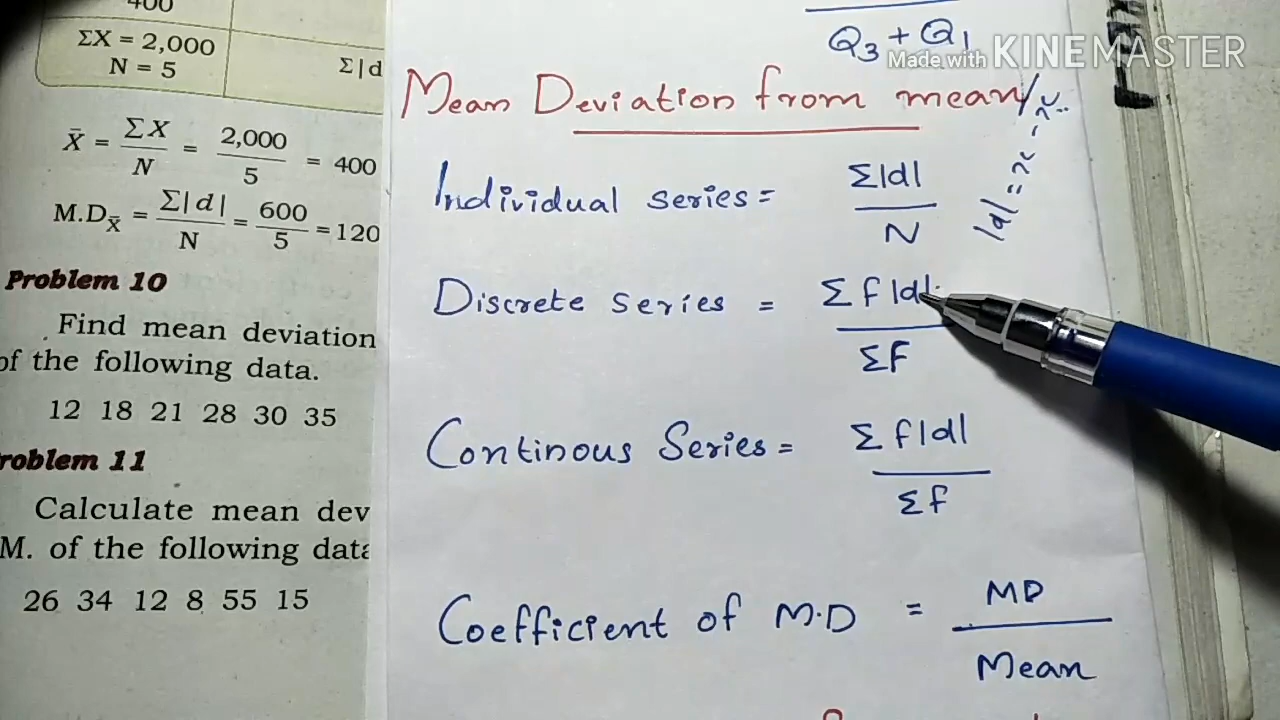 400
ΣX = 2,000
N = 5
Σ|d
X̄ = ΣX/N = 2,000/5 = 400
M.D_X̄ = Σ|d|/N = 600/5 = 120
Problem 10
Find mean deviation
of the following data.
12 18 21 28 30 35
roblem 11
Calculate mean dev
M. of the following data
26 34 12 8 55 15
Q3 + Q1
Made with KINEMASTER
Mean Deviation from mean
Individual series = Σ|d|/N
Discrete series = Σf|d|/ΣF
Continous Series = Σf|d|/Σf
Coefficient of M.D = MD/Mean